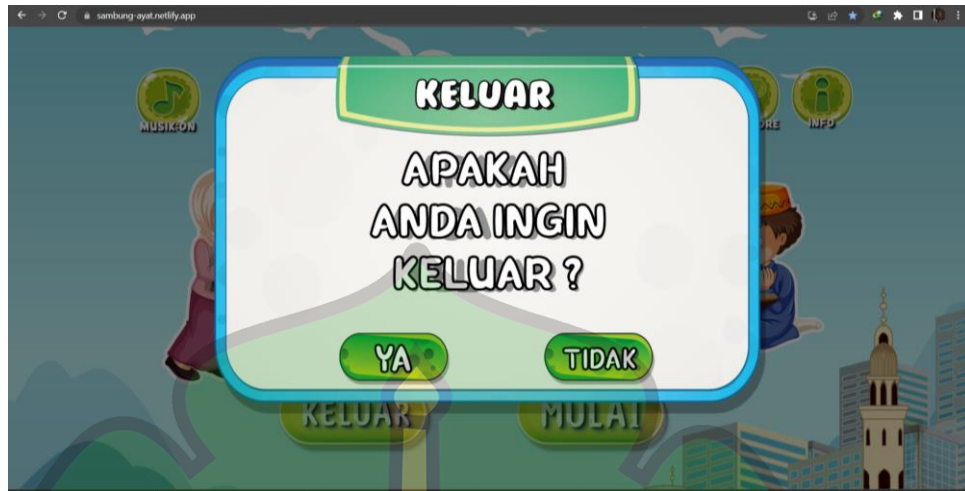 sambung-ayat.netlify.app
KELUAR
MUSIK:ON
INFO
APAKAH
ANDA INGIN
KELUAR ?
YA
TIDAK
KELUAR
MULAI